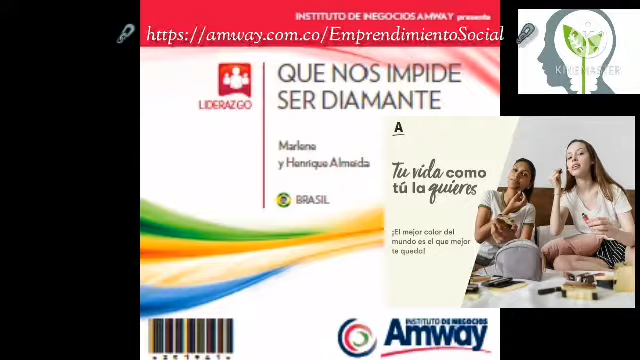 INSTITUTO DE INEGOCIOS AMWAY presenta
https://amway.com.co/EmprendimientoSocial
KINEMASTER
LIDERAZGO
QUE NOS IMPIDE
SER DIAMANTE
Marlene
y Henrique Almeida
BRASIL
A
Tu vida como
tú la quieres
¡El mejor color del
mundo es el que mejor
te queda!
INSTITUTO DE NEGOCIOS
Amway